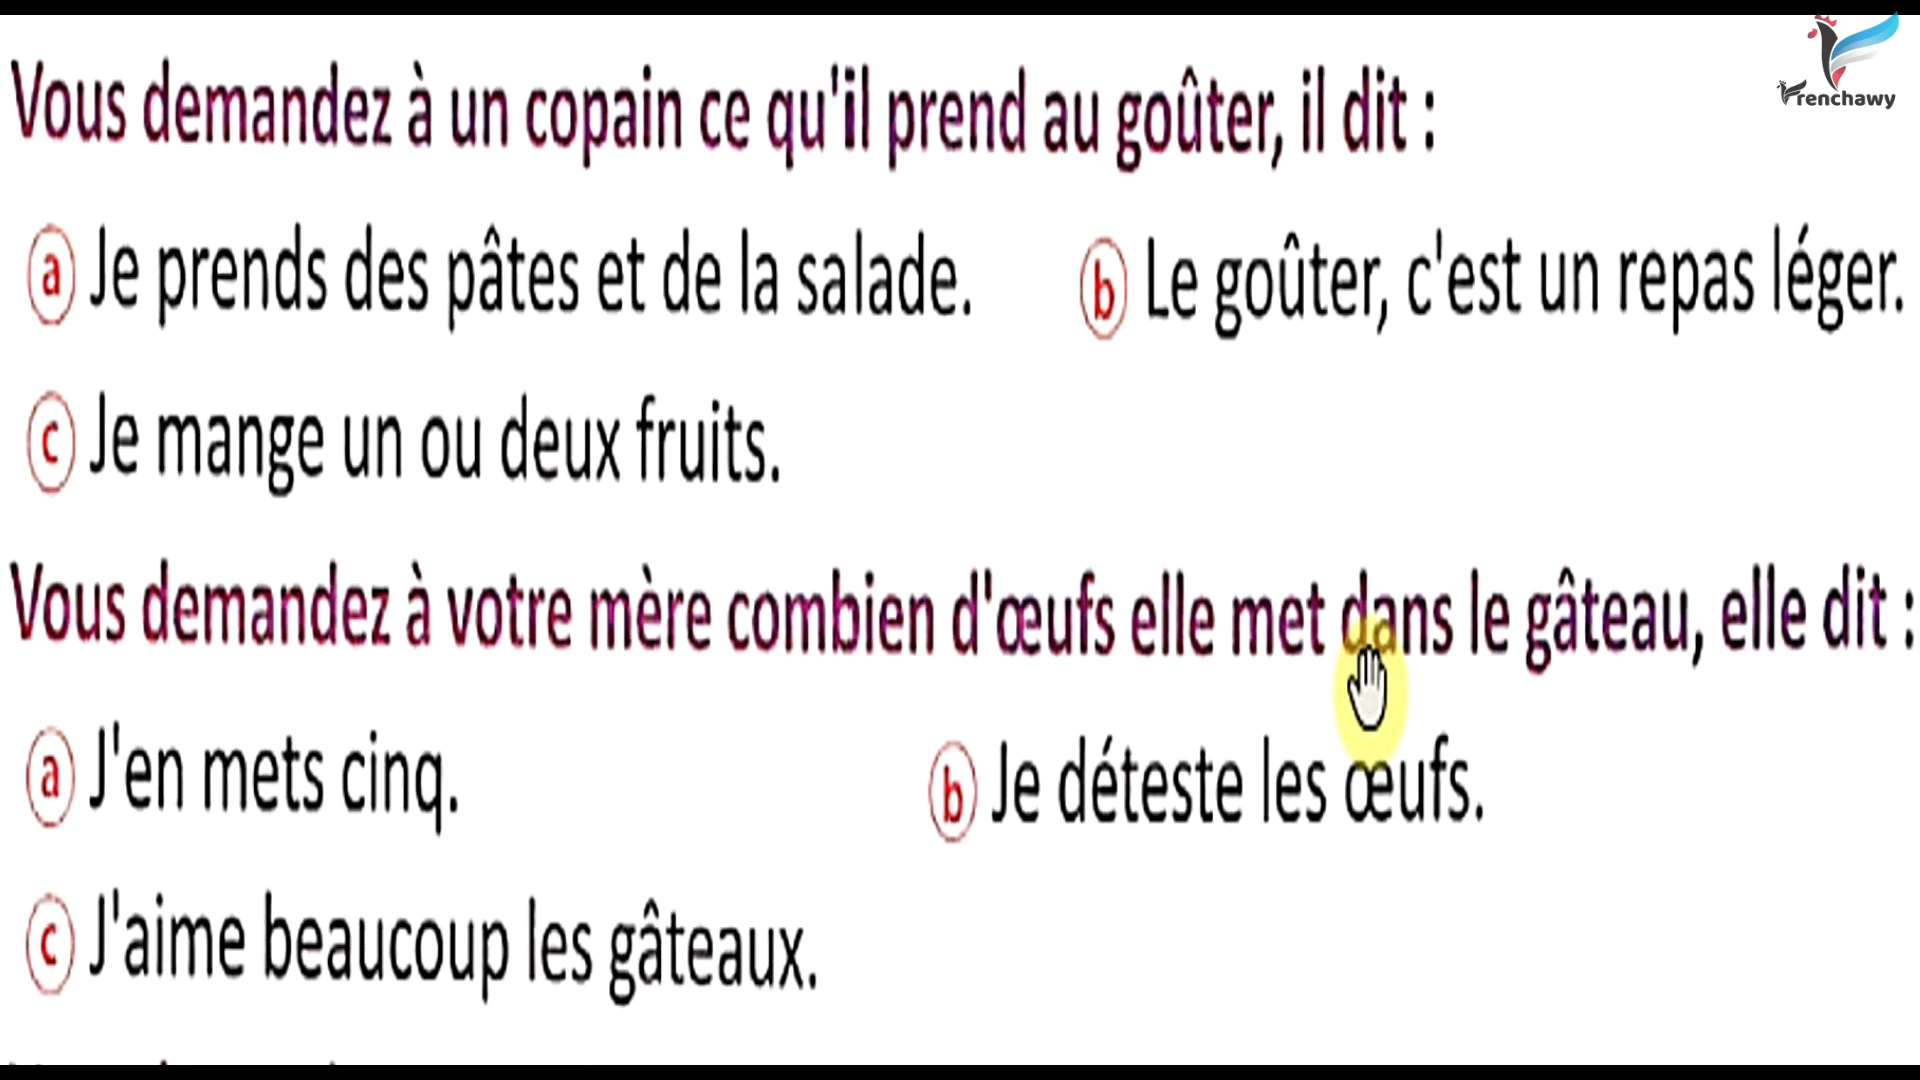 Frenchawy
Vous demandez à un copain ce qu'il prend au goûter, il dit :
a Je prends des pâtes et de la salade. b Le goûter, c'est un repas léger.
c Je mange un ou deux fruits.
Vous demandez à votre mère combien d'œufs elle met dans le gâteau, elle dit :
a J'en mets cinq. b Je déteste les œufs.
c J'aime beaucoup les gâteaux.